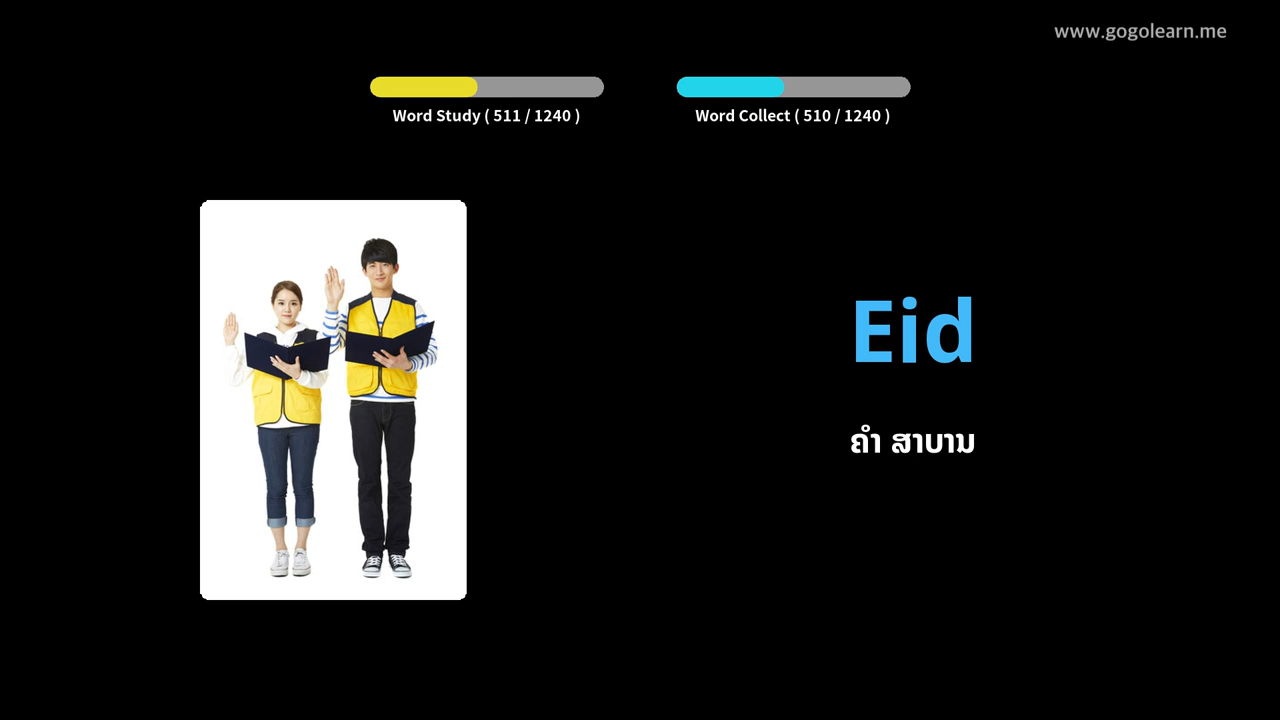 www.gogolearn.me
Word Study ( 511 / 1240 )
Word Collect ( 510 / 1240 )
Eid
ຄຳ ສາບານ